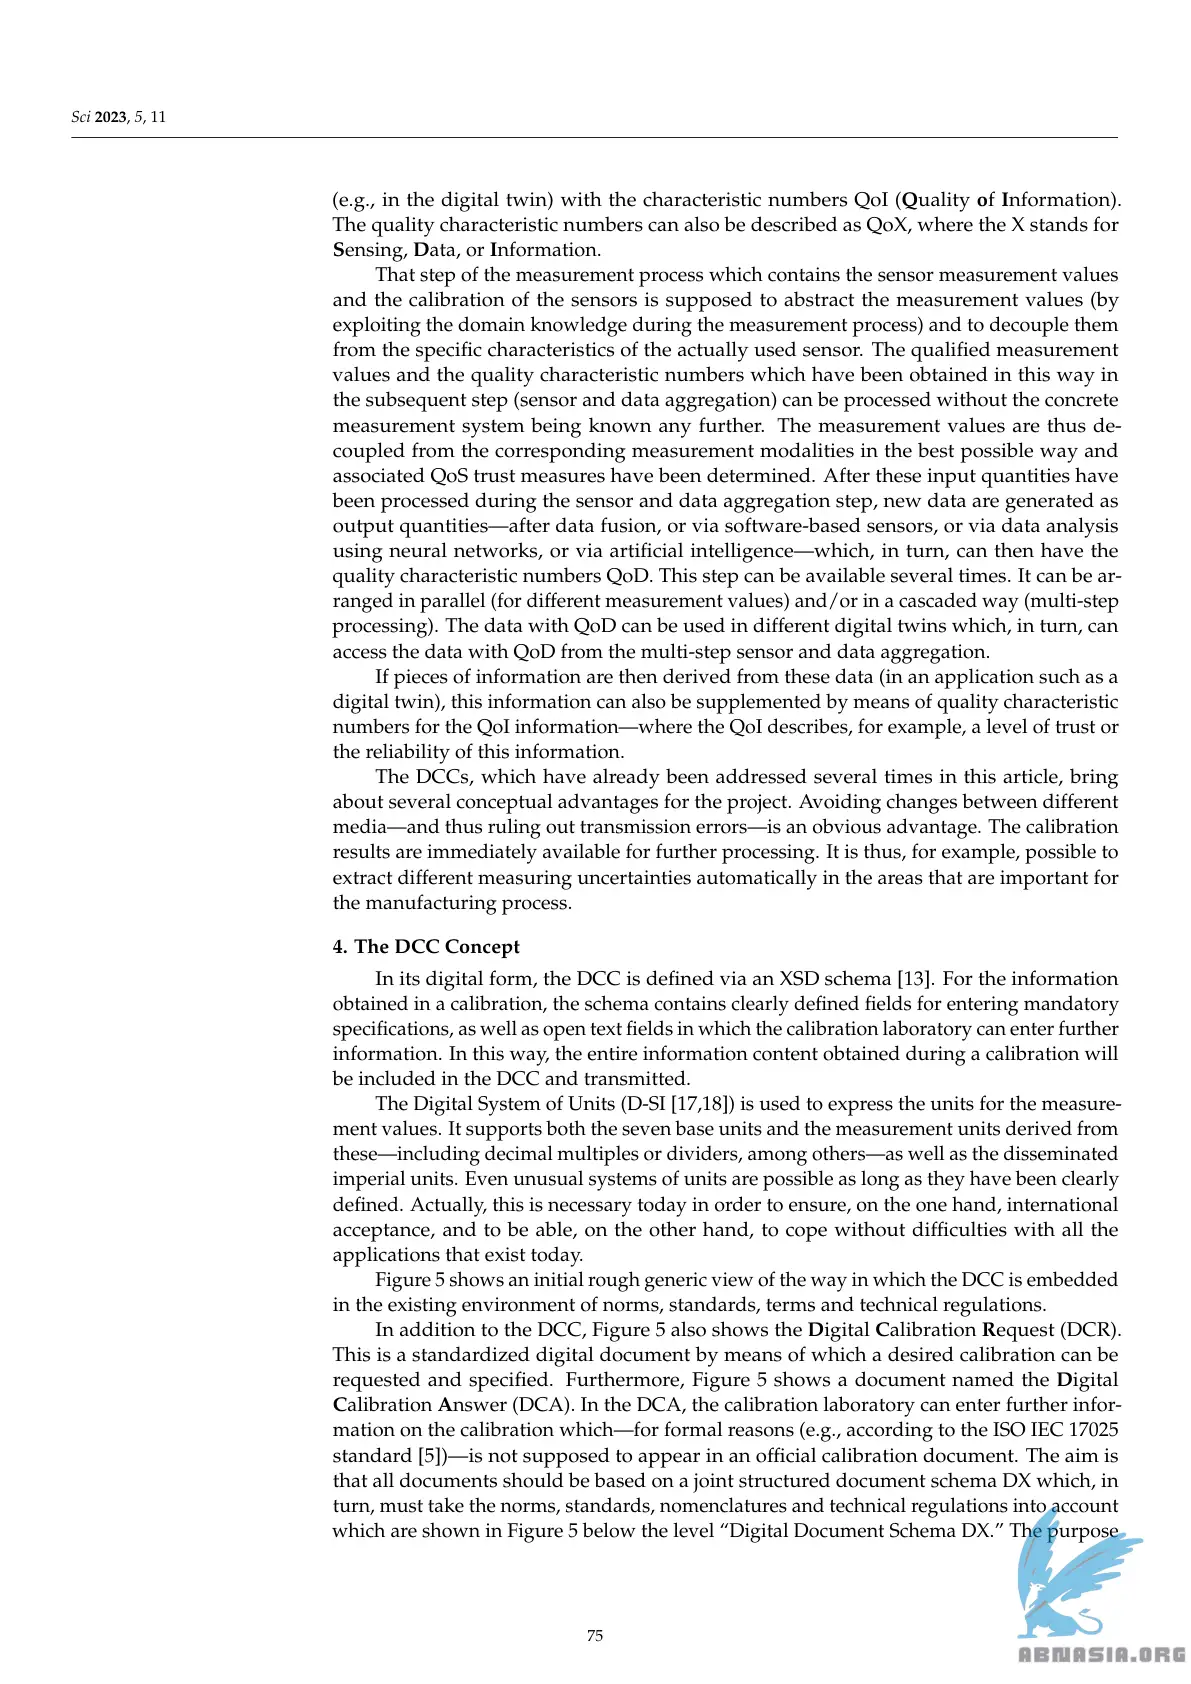 Sci 2023, 5, 11
(e.g., in the digital twin) with the characteristic numbers QoI (Quality of Information).
The quality characteristic numbers can also be described as QoX, where the X stands for
Sensing, Data, or Information.
That step of the measurement process which contains the sensor measurement values
and the calibration of the sensors is supposed to abstract the measurement values (by
exploiting the domain knowledge during the measurement process) and to decouple them
from the specific characteristics of the actually used sensor. The qualified measurement
values and the quality characteristic numbers which have been obtained in this way in
the subsequent step (sensor and data aggregation) can be processed without the concrete
measurement system being known any further. The measurement values are thus de-
coupled from the corresponding measurement modalities in the best possible way and
associated QoS trust measures have been determined. After these input quantities have
been processed during the sensor and data aggregation step, new data are generated as
output quantities—after data fusion, or via software-based sensors, or via data analysis
using neural networks, or via artificial intelligence—which, in turn, can then have the
quality characteristic numbers QoD. This step can be available several times. It can be ar-
ranged in parallel (for different measurement values) and/or in a cascaded way (multi-step
processing). The data with QoD can be used in different digital twins which, in turn, can
access the data with QoD from the multi-step sensor and data aggregation.
If pieces of information are then derived from these data (in an application such as a
digital twin), this information can also be supplemented by means of quality characteristic
numbers for the QoI information—where the QoI describes, for example, a level of trust or
the reliability of this information.
The DCCs, which have already been addressed several times in this article, bring
about several conceptual advantages for the project. Avoiding changes between different
media—and thus ruling out transmission errors—is an obvious advantage. The calibration
results are immediately available for further processing. It is thus, for example, possible to
extract different measuring uncertainties automatically in the areas that are important for
the manufacturing process.
4. The DCC Concept
In its digital form, the DCC is defined via an XSD schema [13]. For the information
obtained in a calibration, the schema contains clearly defined fields for entering mandatory
specifications, as well as open text fields in which the calibration laboratory can enter further
information. In this way, the entire information content obtained during a calibration will
be included in the DCC and transmitted.
The Digital System of Units (D-SI [17,18]) is used to express the units for the measure-
ment values. It supports both the seven base units and the measurement units derived from
these—including decimal multiples or dividers, among others—as well as the disseminated
imperial units. Even unusual systems of units are possible as long as they have been clearly
defined. Actually, this is necessary today in order to ensure, on the one hand, international
acceptance, and to be able, on the other hand, to cope without difficulties with all the
applications that exist today.
Figure 5 shows an initial rough generic view of the way in which the DCC is embedded
in the existing environment of norms, standards, terms and technical regulations.
In addition to the DCC, Figure 5 also shows the Digital Calibration Request (DCR).
This is a standardized digital document by means of which a desired calibration can be
requested and specified. Furthermore, Figure 5 shows a document named the Digital
Calibration Answer (DCA). In the DCA, the calibration laboratory can enter further infor-
mation on the calibration which—for formal reasons (e.g., according to the ISO IEC 17025
standard [5])—is not supposed to appear in an official calibration document. The aim is
that all documents should be based on a joint structured document schema DX which, in
turn, must take the norms, standards, nomenclatures and technical regulations into account
which are shown in Figure 5 below the level “Digital Document Schema DX.” The purpose
75
ABNASIA.ORG